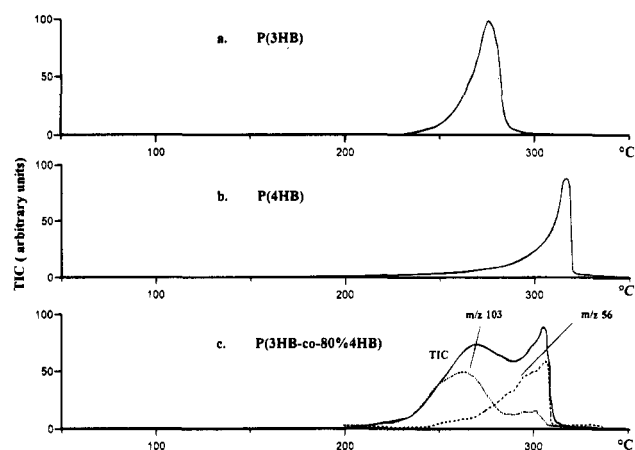 TIC ( arbitrary units)
a. P(3HB)
100
50
0
100 200 300 °C
b. P(4HB)
100
50
0
100 200 300 °C
c. P(3HB-co-80%4HB)
m/z 103
m/z 56
TIC
100
50
0
100 200 300 °C